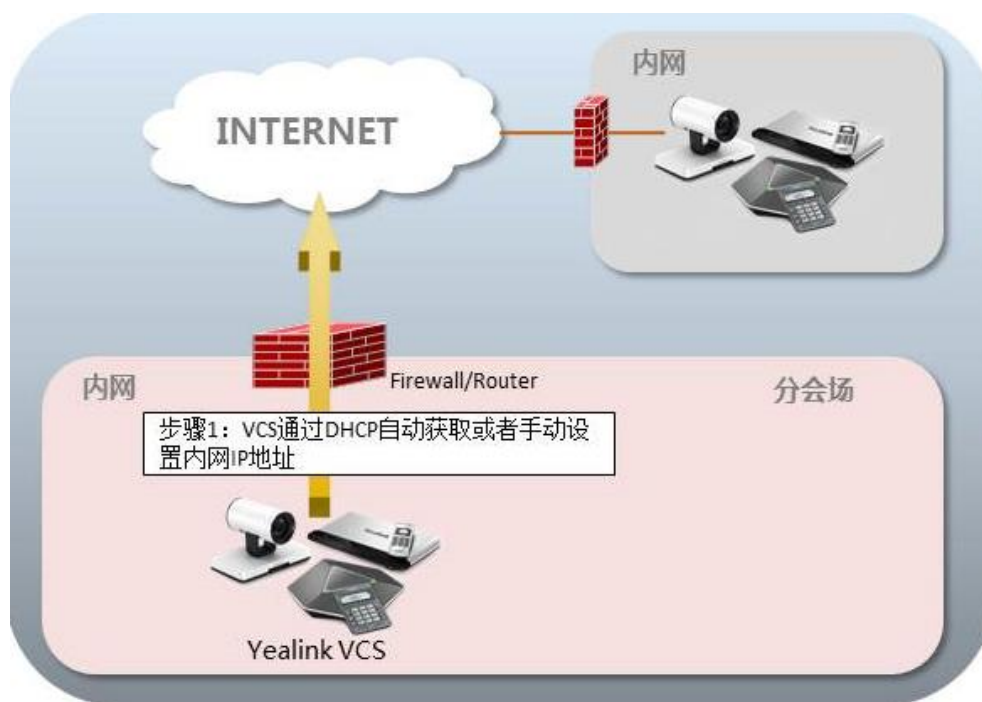 内网
INTERNET
内网
Firewall/Router
分会场
步骤1：VCS通过DHCP自动获取或者手动设
置内网IP地址
Yealink VCS